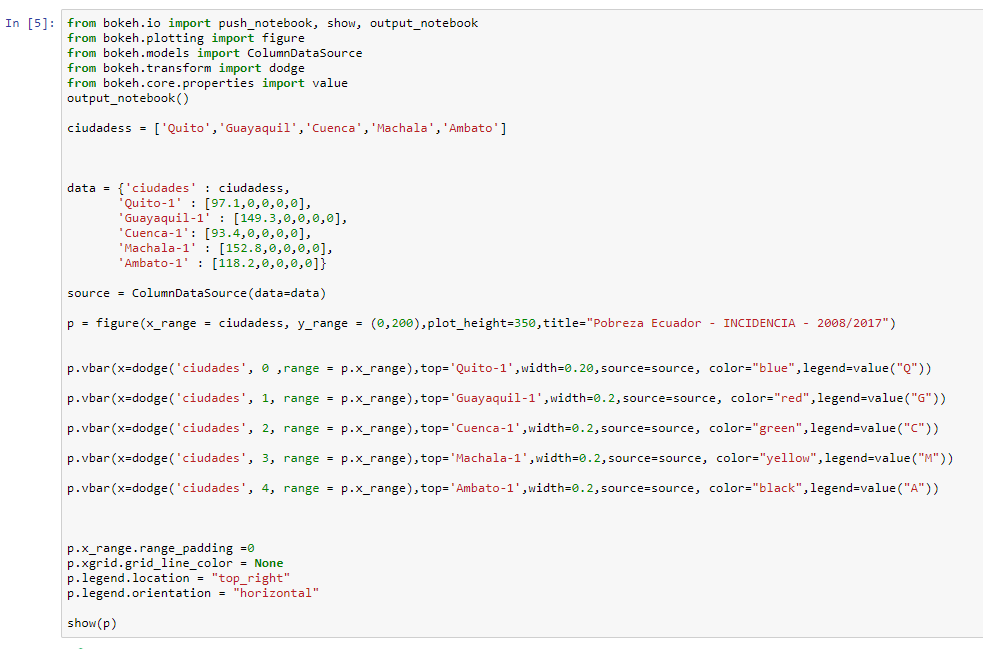 In [5]: from bokeh.io import push_notebook, show, output_notebook
from bokeh.plotting import figure
from bokeh.models import ColumnDataSource
from bokeh.transform import dodge
from bokeh.core.properties import value
output_notebook()
ciudadess = ['Quito','Guayaquil','Cuenca','Machala','Ambato']
data = {'ciudades' : ciudadess,
'Quito-1' : [97.1,0,0,0,0],
'Guayaquil-1' : [149.3,0,0,0,0],
'Cuenca-1': [93.4,0,0,0,0],
'Machala-1' : [152.8,0,0,0,0],
'Ambato-1' : [118.2,0,0,0,0]}
source = ColumnDataSource(data=data)
p = figure(x_range = ciudadess, y_range = (0,200),plot_height=350,title="Pobreza Ecuador - INCIDENCIA - 2008/2017")
p.vbar(x=dodge('ciudades', 0 ,range = p.x_range),top='Quito-1',width=0.20,source=source, color="blue",legend=value("Q"))
p.vbar(x=dodge('ciudades', 1, range = p.x_range),top='Guayaquil-1',width=0.2,source=source, color="red",legend=value("G"))
p.vbar(x=dodge('ciudades', 2, range = p.x_range),top='Cuenca-1',width=0.2,source=source, color="green",legend=value("C"))
p.vbar(x=dodge('ciudades', 3, range = p.x_range),top='Machala-1',width=0.2,source=source, color="yellow",legend=value("M"))
p.vbar(x=dodge('ciudades', 4, range = p.x_range),top='Ambato-1',width=0.2,source=source, color="black",legend=value("A"))
p.x_range.range_padding =0
p.xgrid.grid_line_color = None
p.legend.location = "top_right"
p.legend.orientation = "horizontal"
show(p)